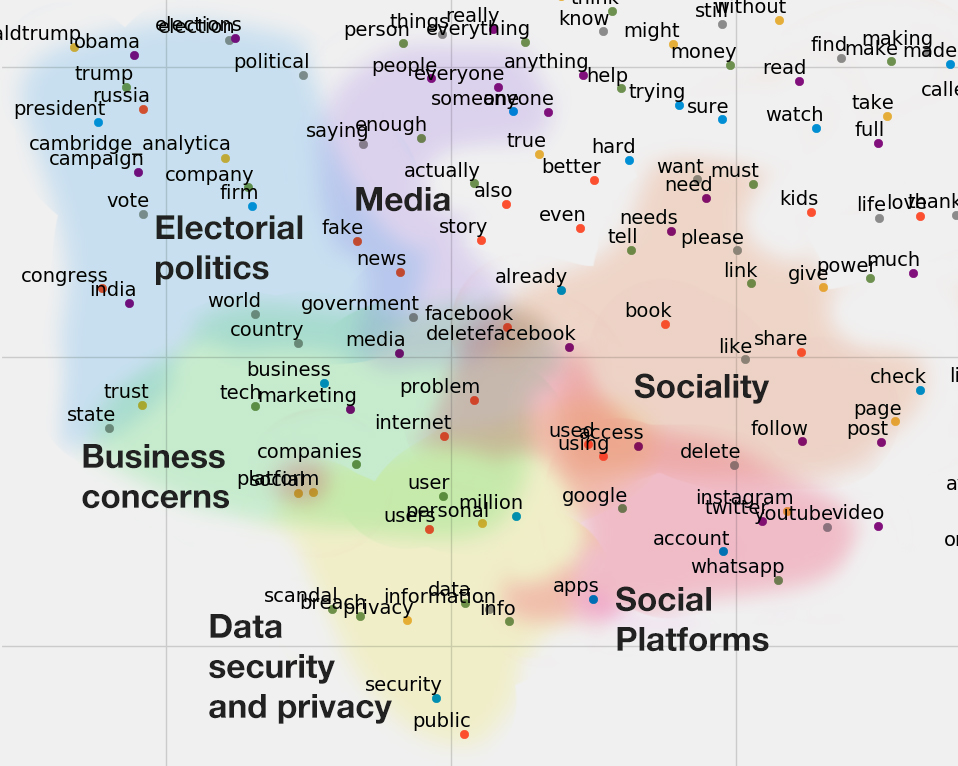 think
without
still
really
know
things
elections
election
person
everything
might
aldtrump
obama
making
find
make
made
money
political
anything
people
everyone
help
read
trump
calle
russia
someone
anyone
trying
president
sure
watch
take
saying
enough
true
full
cambridge_analytica
hard
campaign
better
actually
want
must
company
also
need
firm
vote
Media
kids
life
love
thank
Electorial
politics
fake
story
even
needs
tell
please
news
congress
india
already
link
give
power
much
world
government
country
facebook
deletefacebook
book
media
like
share
business
problem
Sociality
check
li
trust
tech
marketing
state
internet
used
using
access
page
post
follow
Business
concerns
companies
delete
platform
social
user
users
personal
million
google
instagram
twitter
youtube
video
account
whatsapp
scandal
breach
privacy
data
information
info
apps
Social
Platforms
Data
security
and privacy
security
public